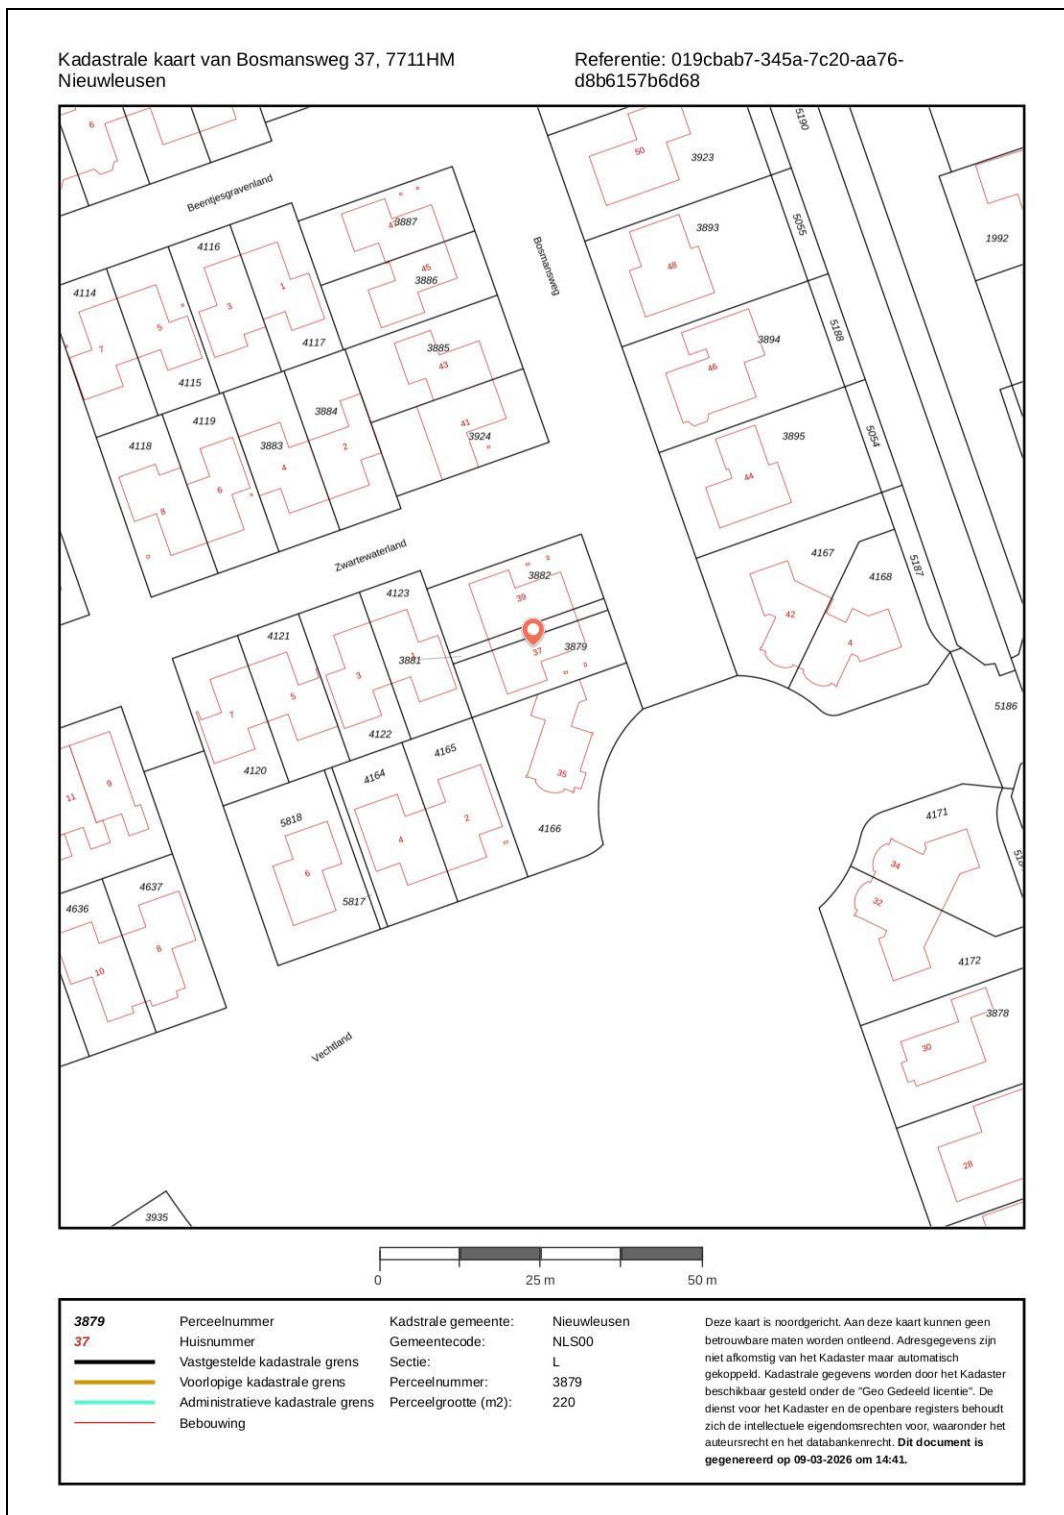 Kadastrale kaart van Bosmansweg 37, 7711HM
Nieuwleusen
Referentie: 019cbab7-345a-7c20-aa76-
d8b6157b6d68
6
Beentjesgravenland
50
3923
5190
4116
3887
Bosmansweg
3893
5055
1992
48
45
3886
4114
3
1
5
7
4117
4115
3885
43
3894
5188
46
3884
4119
4118
3883
41
3924
2
4
3895
5054
44
6
8
Zwartewaterland
4167
4168
5187
3882
39
4123
42
4
4121
3881
37
3879
3
5
7
4122
4120
5186
4165
4164
35
4166
9
11
5818
2
4
6
4171
34
32
4637
4636
5817
8
10
4172
3878
30
Vechtland
28
3935
0
25 m
50 m
3879 Perceelnummer
37 Huisnummer
Vastgestelde kadastrale grens
Voorlopige kadastrale grens
Administratieve kadastrale grens
Bebouwing
Kadstrale gemeente: Nieuwleusen
Gemeentecode: NLS00
Sectie: L
Perceelnummer: 3879
Perceelgrootte (m2): 220
Deze kaart is noordgericht. Aan deze kaart kunnen geen
betrouwbare maten worden ontleend. Adresgegevens zijn
niet afkomstig van het Kadaster maar automatisch
gekoppeld. Kadastrale gegevens worden door het Kadaster
beschikbaar gesteld onder de "Geo Gedeeld licentie". De
dienst voor het Kadaster en de openbare registers behoudt
zich de intellectuele eigendomsrechten voor, waaronder het
auteursrecht en het databankenrecht. Dit document is
gegenereerd op 09-03-2026 om 14:41.